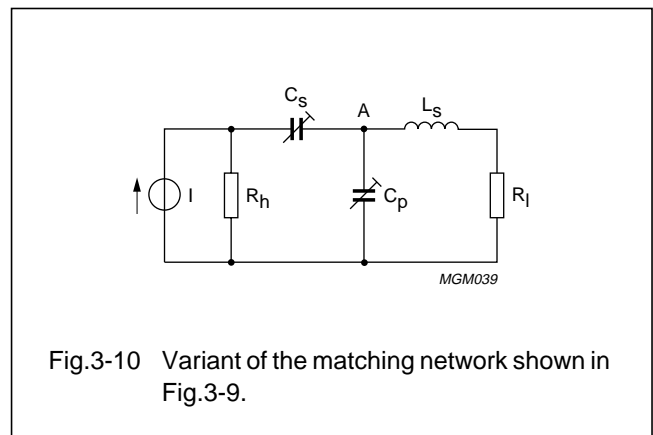 Cs
A
Ls
I
Rh
Cp
Rl
MGM039
Fig.3-10 Variant of the matching network shown in
Fig.3-9.